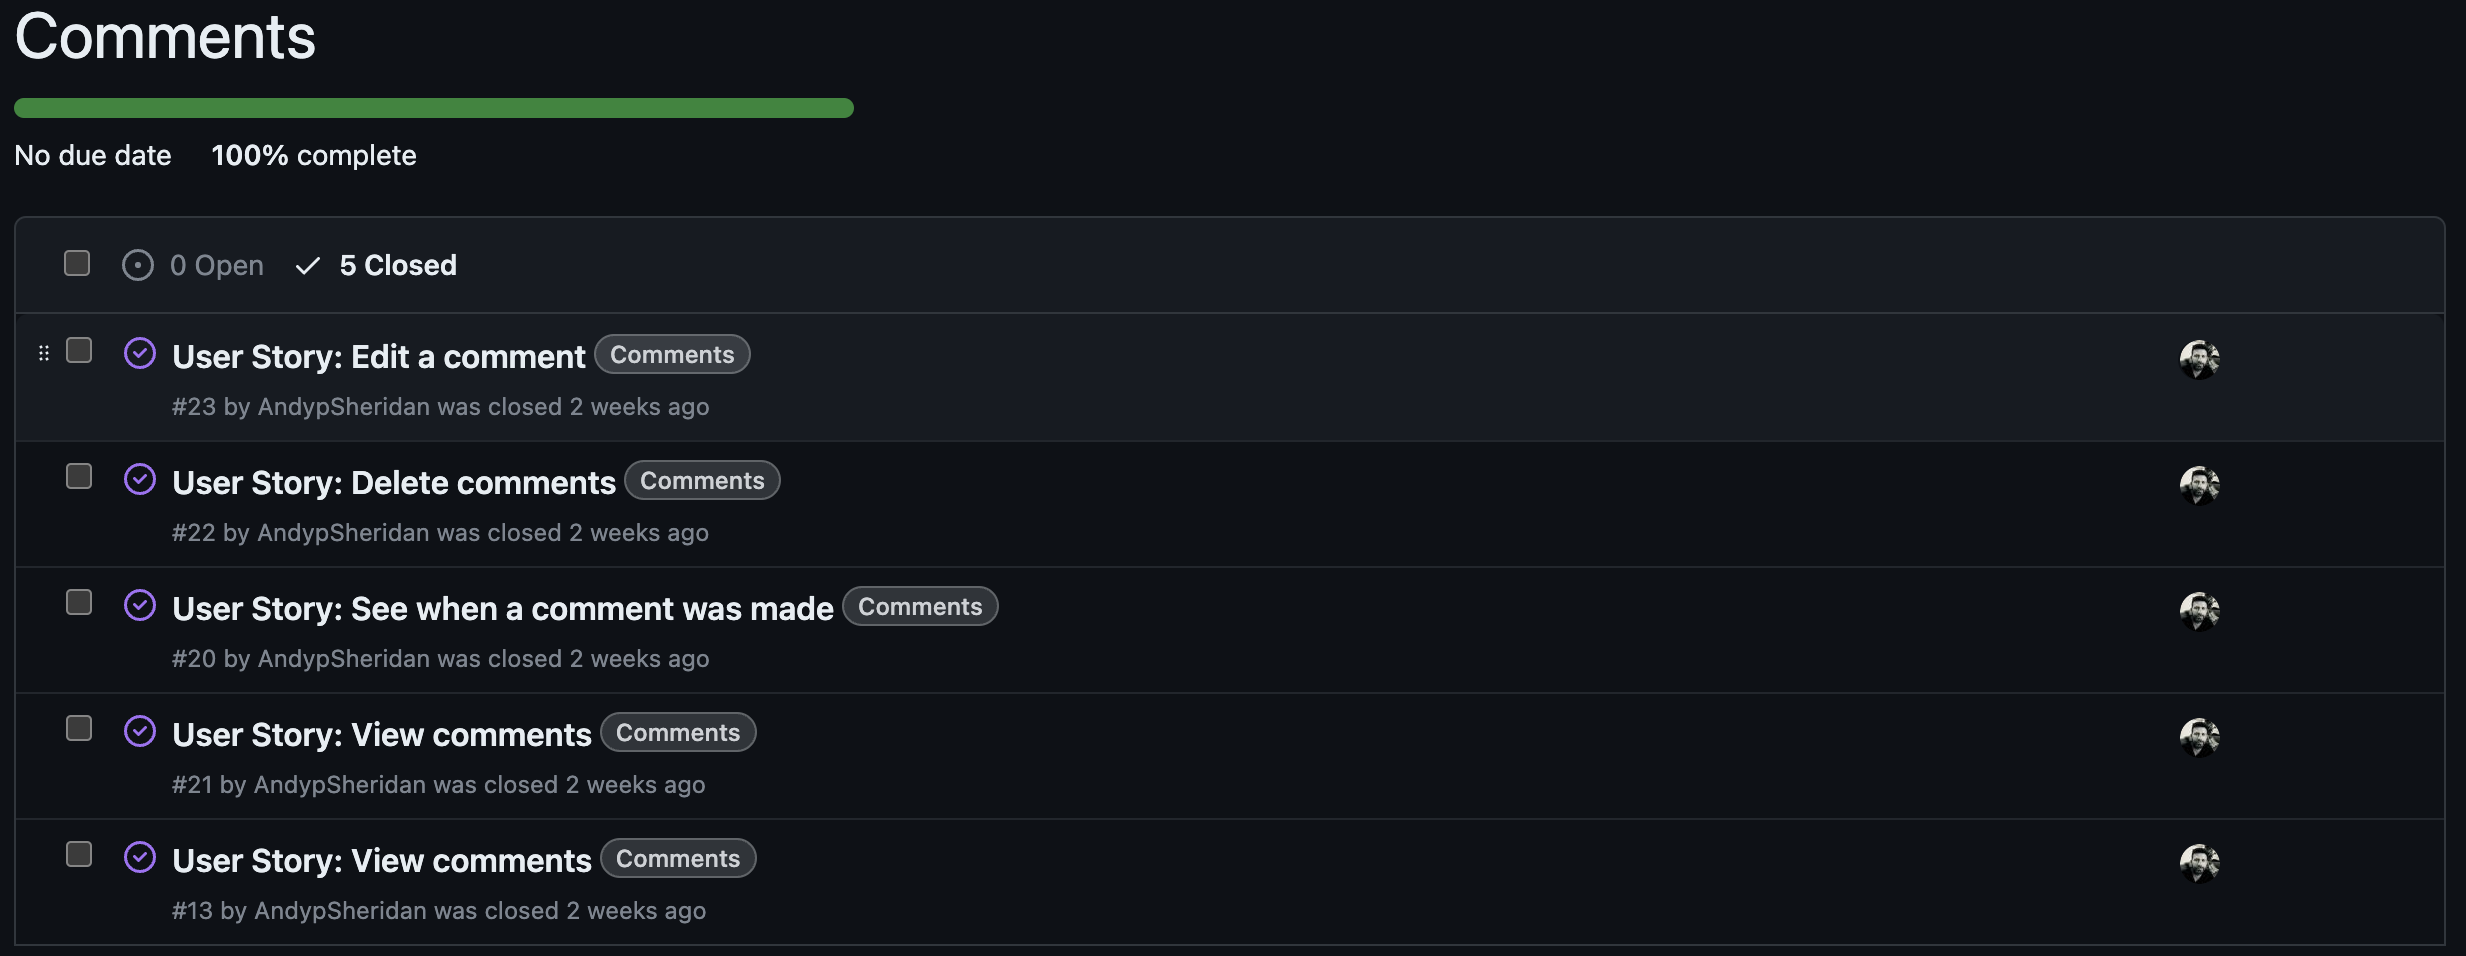 Comments
No due date 100% complete
0 Open 5 Closed
User Story: Edit a comment Comments
#23 by AndypSheridan was closed 2 weeks ago
User Story: Delete comments Comments
#22 by AndypSheridan was closed 2 weeks ago
User Story: See when a comment was made Comments
#20 by AndypSheridan was closed 2 weeks ago
User Story: View comments Comments
#21 by AndypSheridan was closed 2 weeks ago
User Story: View comments Comments
#13 by AndypSheridan was closed 2 weeks ago